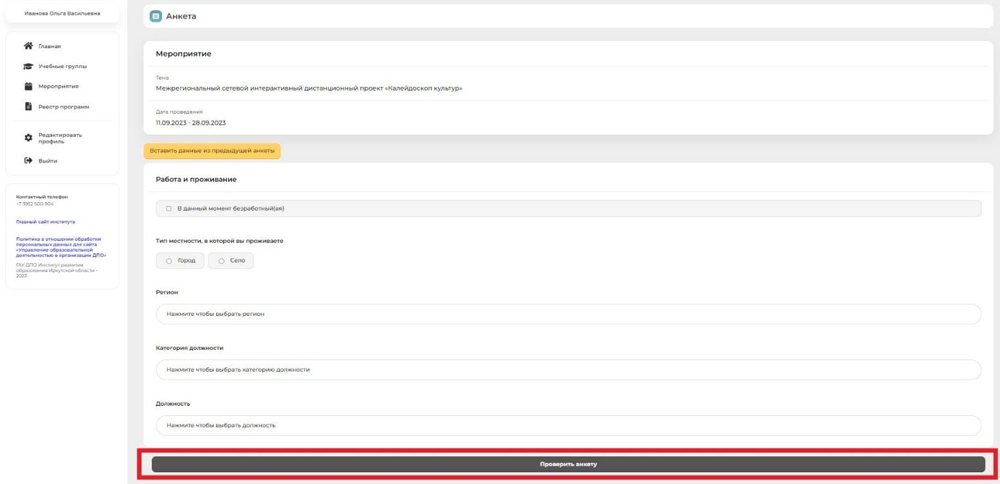 Иванова Ольга Васильевна
Главная
Учебные группы
Мероприятия
Реестр программ
Редактировать
профиль
Выйти
Контактный телефон
+7 3952 500-904
Главный сайт института
Политика в отношении обработки
персональных данных для сайта
«Управление образовательной
деятельностью в организации ДПО»
ГАУ ДПО Институт развития
образования Иркутской области -
2023
Анкета
Мероприятие
Тема
Межрегиональный сетевой интерактивный дистанционный проект «Калейдоскоп культур»
Дата проведения
11.09.2023 - 28.09.2023
Вставить данные из предыдущей анкеты
Работа и проживание
В данный момент безработный(ая)
Тип местности, в которой вы проживаете
Город Село
Регион
Нажмите чтобы выбрать регион
Категория должности
Нажмите чтобы выбрать категорию должности
Должность
Нажмите чтобы выбрать должность
Проверить анкету